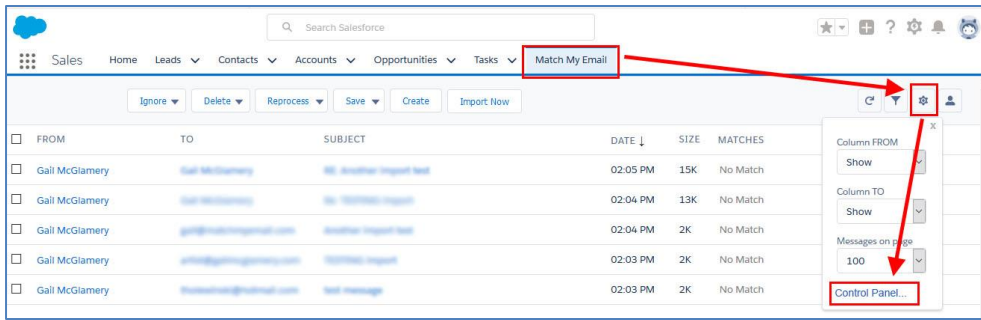 Search Salesforce
Sales Home Leads Contacts Accounts Opportunities Tasks Match My Email
Ignore Delete Reprocess Save Create Import Now
x
FROM TO SUBJECT DATE ↓ SIZE MATCHES
Column FROM
Show
Column TO
Show
Messages on page
100
Control Panel...
Gail McGlamery 02:05 PM 15K No Match
Gail McGlamery 02:04 PM 13K No Match
Gail McGlamery 02:04 PM 2K No Match
Gail McGlamery 02:03 PM 2K No Match
Gail McGlamery 02:03 PM 2K No Match